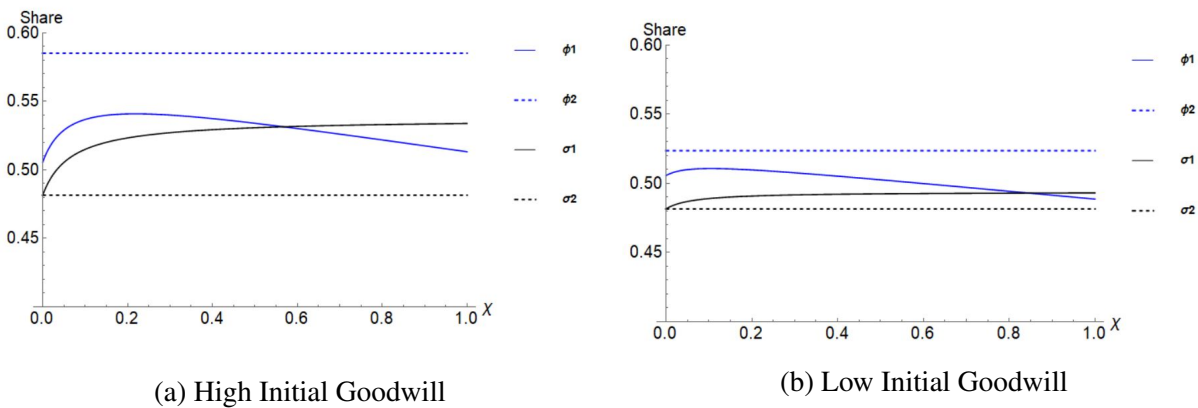 Share
0.60
0.55
0.50
0.45
0.0 0.2 0.4 0.6 0.8 1.0 χ
ϕ1
ϕ2
σ1
σ2
(a) High Initial Goodwill
Share
0.60
0.55
0.50
0.45
0.0 0.2 0.4 0.6 0.8 1.0 χ
ϕ1
ϕ2
σ1
σ2
(b) Low Initial Goodwill